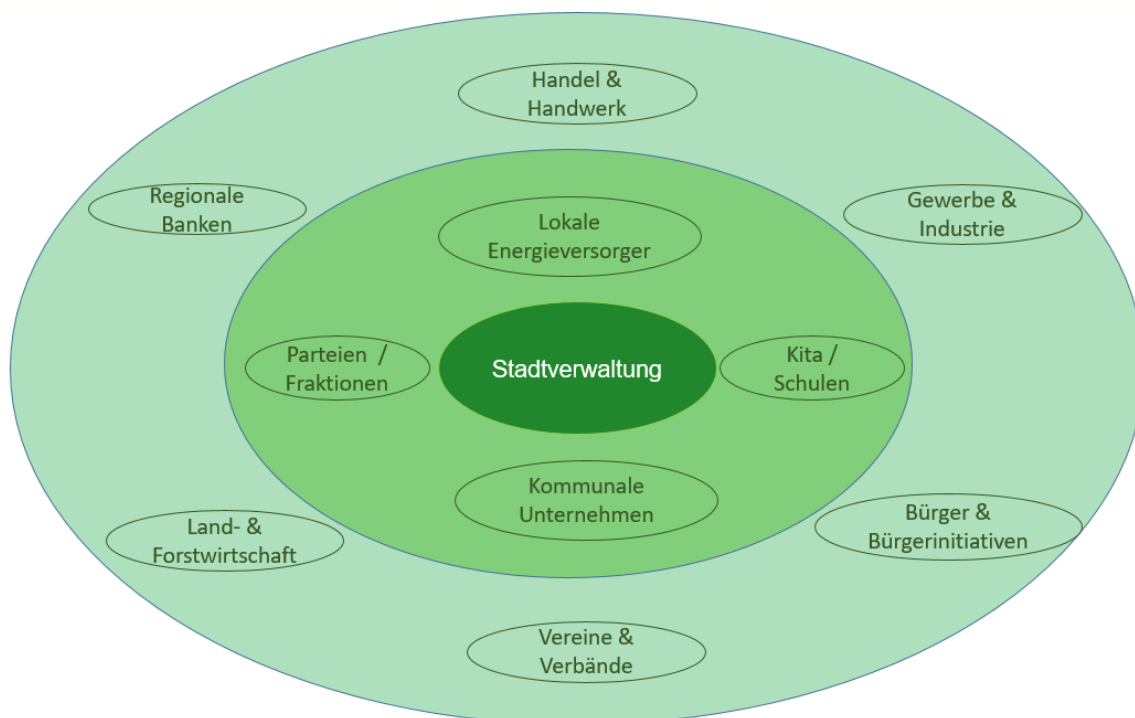 Handel &
Handwerk
Regionale
Banken
Gewerbe &
Industrie
Lokale
Energieversorger
Parteien /
Fraktionen
Stadtverwaltung
Kita /
Schulen
Kommunale
Unternehmen
Land- &
Forstwirtschaft
Bürger &
Bürgerinitiativen
Vereine &
Verbände